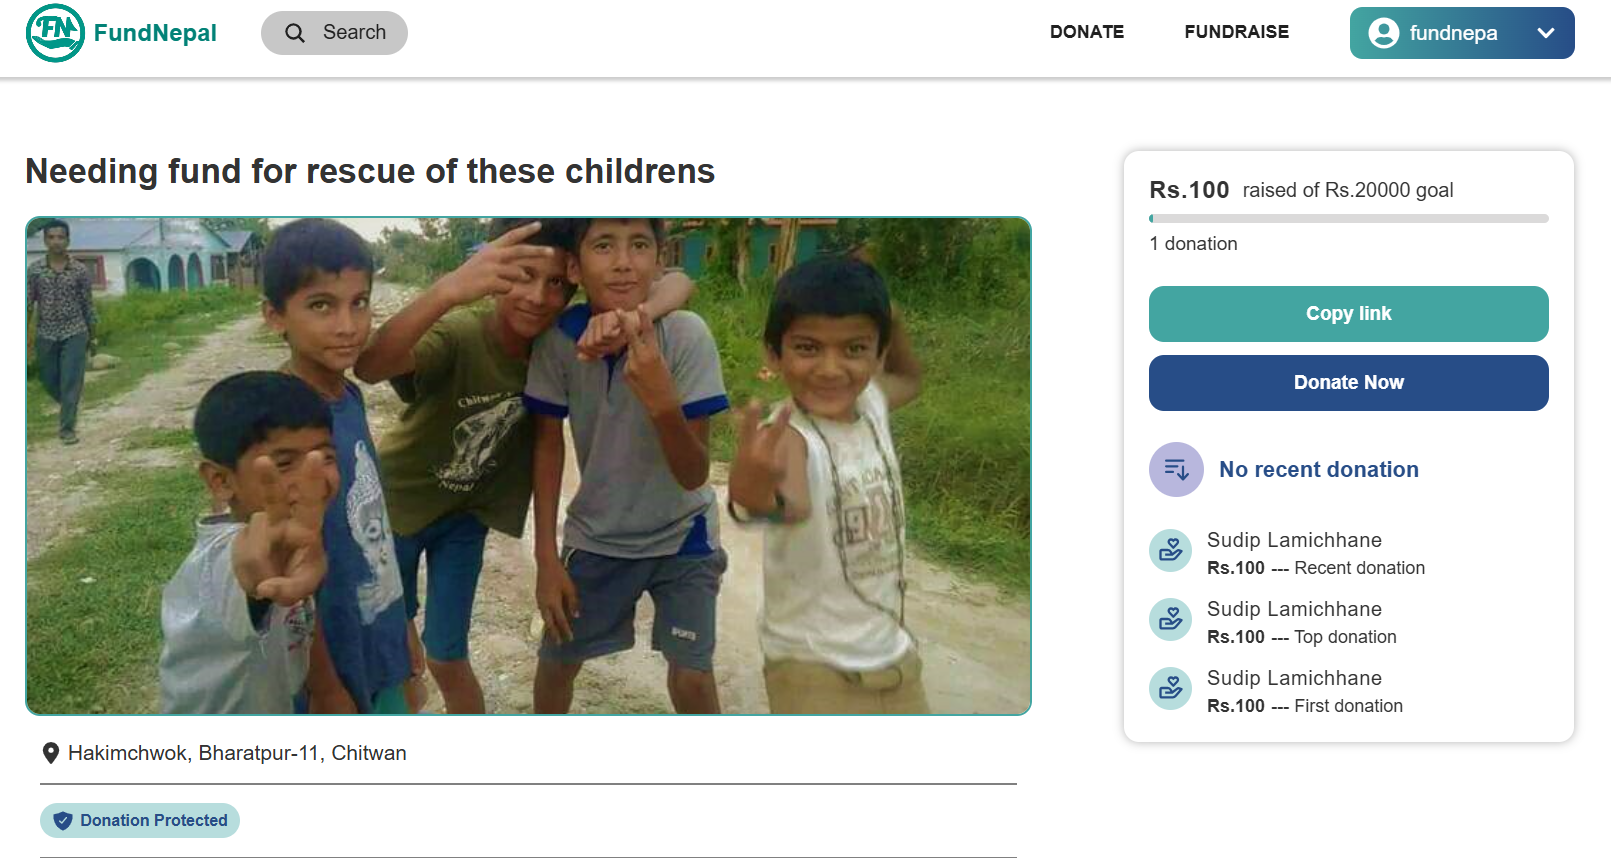 FN
FundNepal
Search
DONATE
FUNDRAISE
fundnepa
Needing fund for rescue of these childrens
Chitwan
Nepal
Hakimchwok, Bharatpur-11, Chitwan
Donation Protected
Rs.100 raised of Rs.20000 goal
1 donation
Copy link
Donate Now
No recent donation
Sudip Lamichhane
Rs.100 --- Recent donation
Sudip Lamichhane
Rs.100 --- Top donation
Sudip Lamichhane
Rs.100 --- First donation